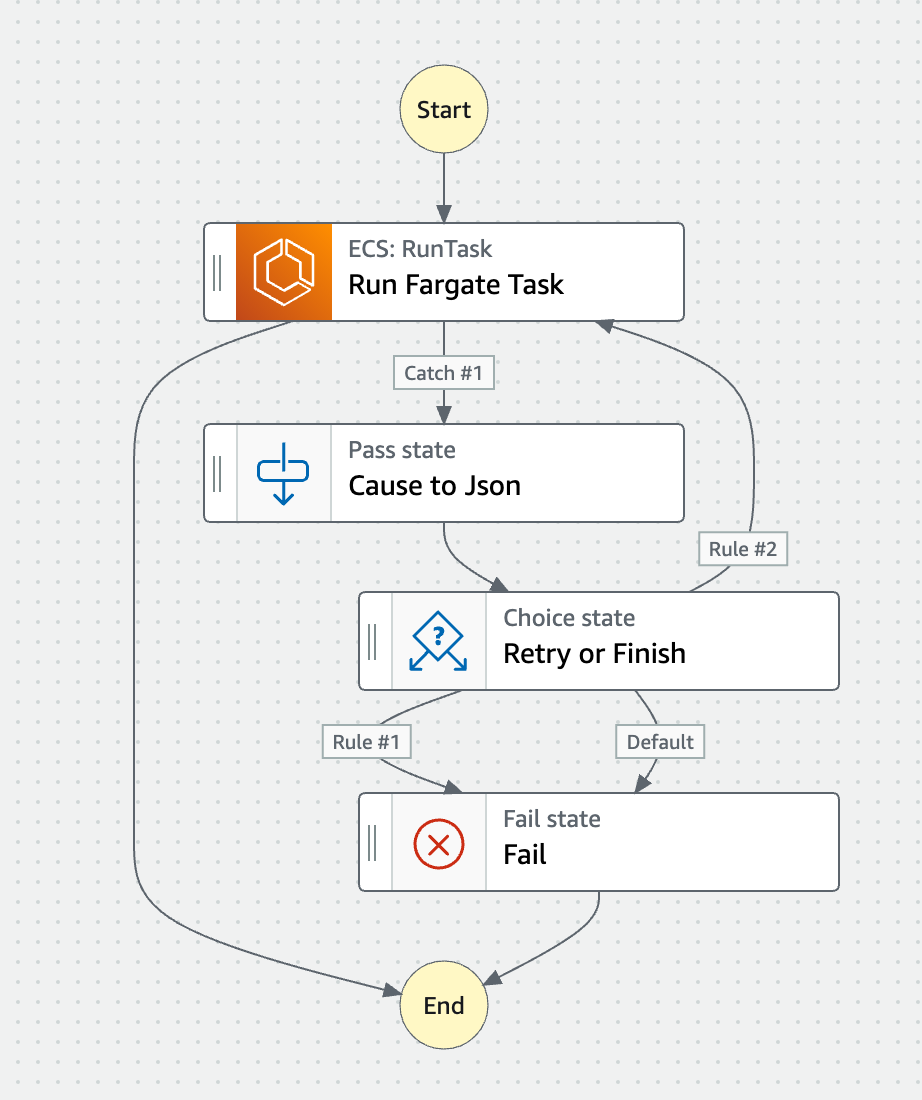 Start
ECS: RunTask
Run Fargate Task
Catch #1
Pass state
Cause to Json
Rule #2
Choice state
?
Retry or Finish
Rule #1
Default
Fail state
Fail
End